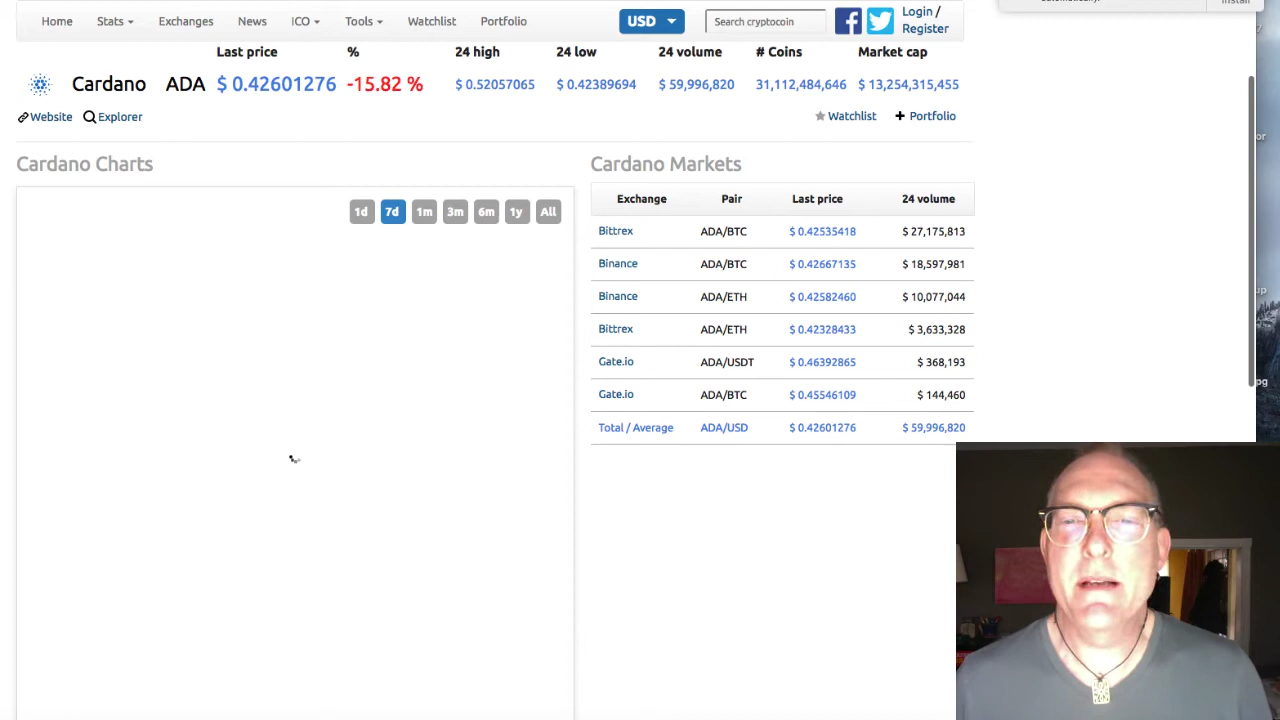 Home Stats Exchanges News ICO Tools Watchlist Portfolio USD Search cryptocoin Login / Register
Last price % 24 high 24 low 24 volume # Coins Market cap
Cardano ADA $ 0.42601276 -15.82 % $ 0.52057065 $ 0.42389694 $ 59,996,820 31,112,484,646 $ 13,254,315,455
Website Explorer Watchlist Portfolio
Cardano Charts
1d 7d 1m 3m 6m 1y All
Cardano Markets
Exchange Pair Last price 24 volume
Bittrex ADA/BTC $ 0.42535418 $ 27,175,813
Binance ADA/BTC $ 0.42667135 $ 18,597,981
Binance ADA/ETH $ 0.42582460 $ 10,077,044
Bittrex ADA/ETH $ 0.42328433 $ 3,633,328
Gate.io ADA/USDT $ 0.46392865 $ 368,193
Gate.io ADA/BTC $ 0.45546109 $ 144,460
Total / Average ADA/USD $ 0.42601276 $ 59,996,820